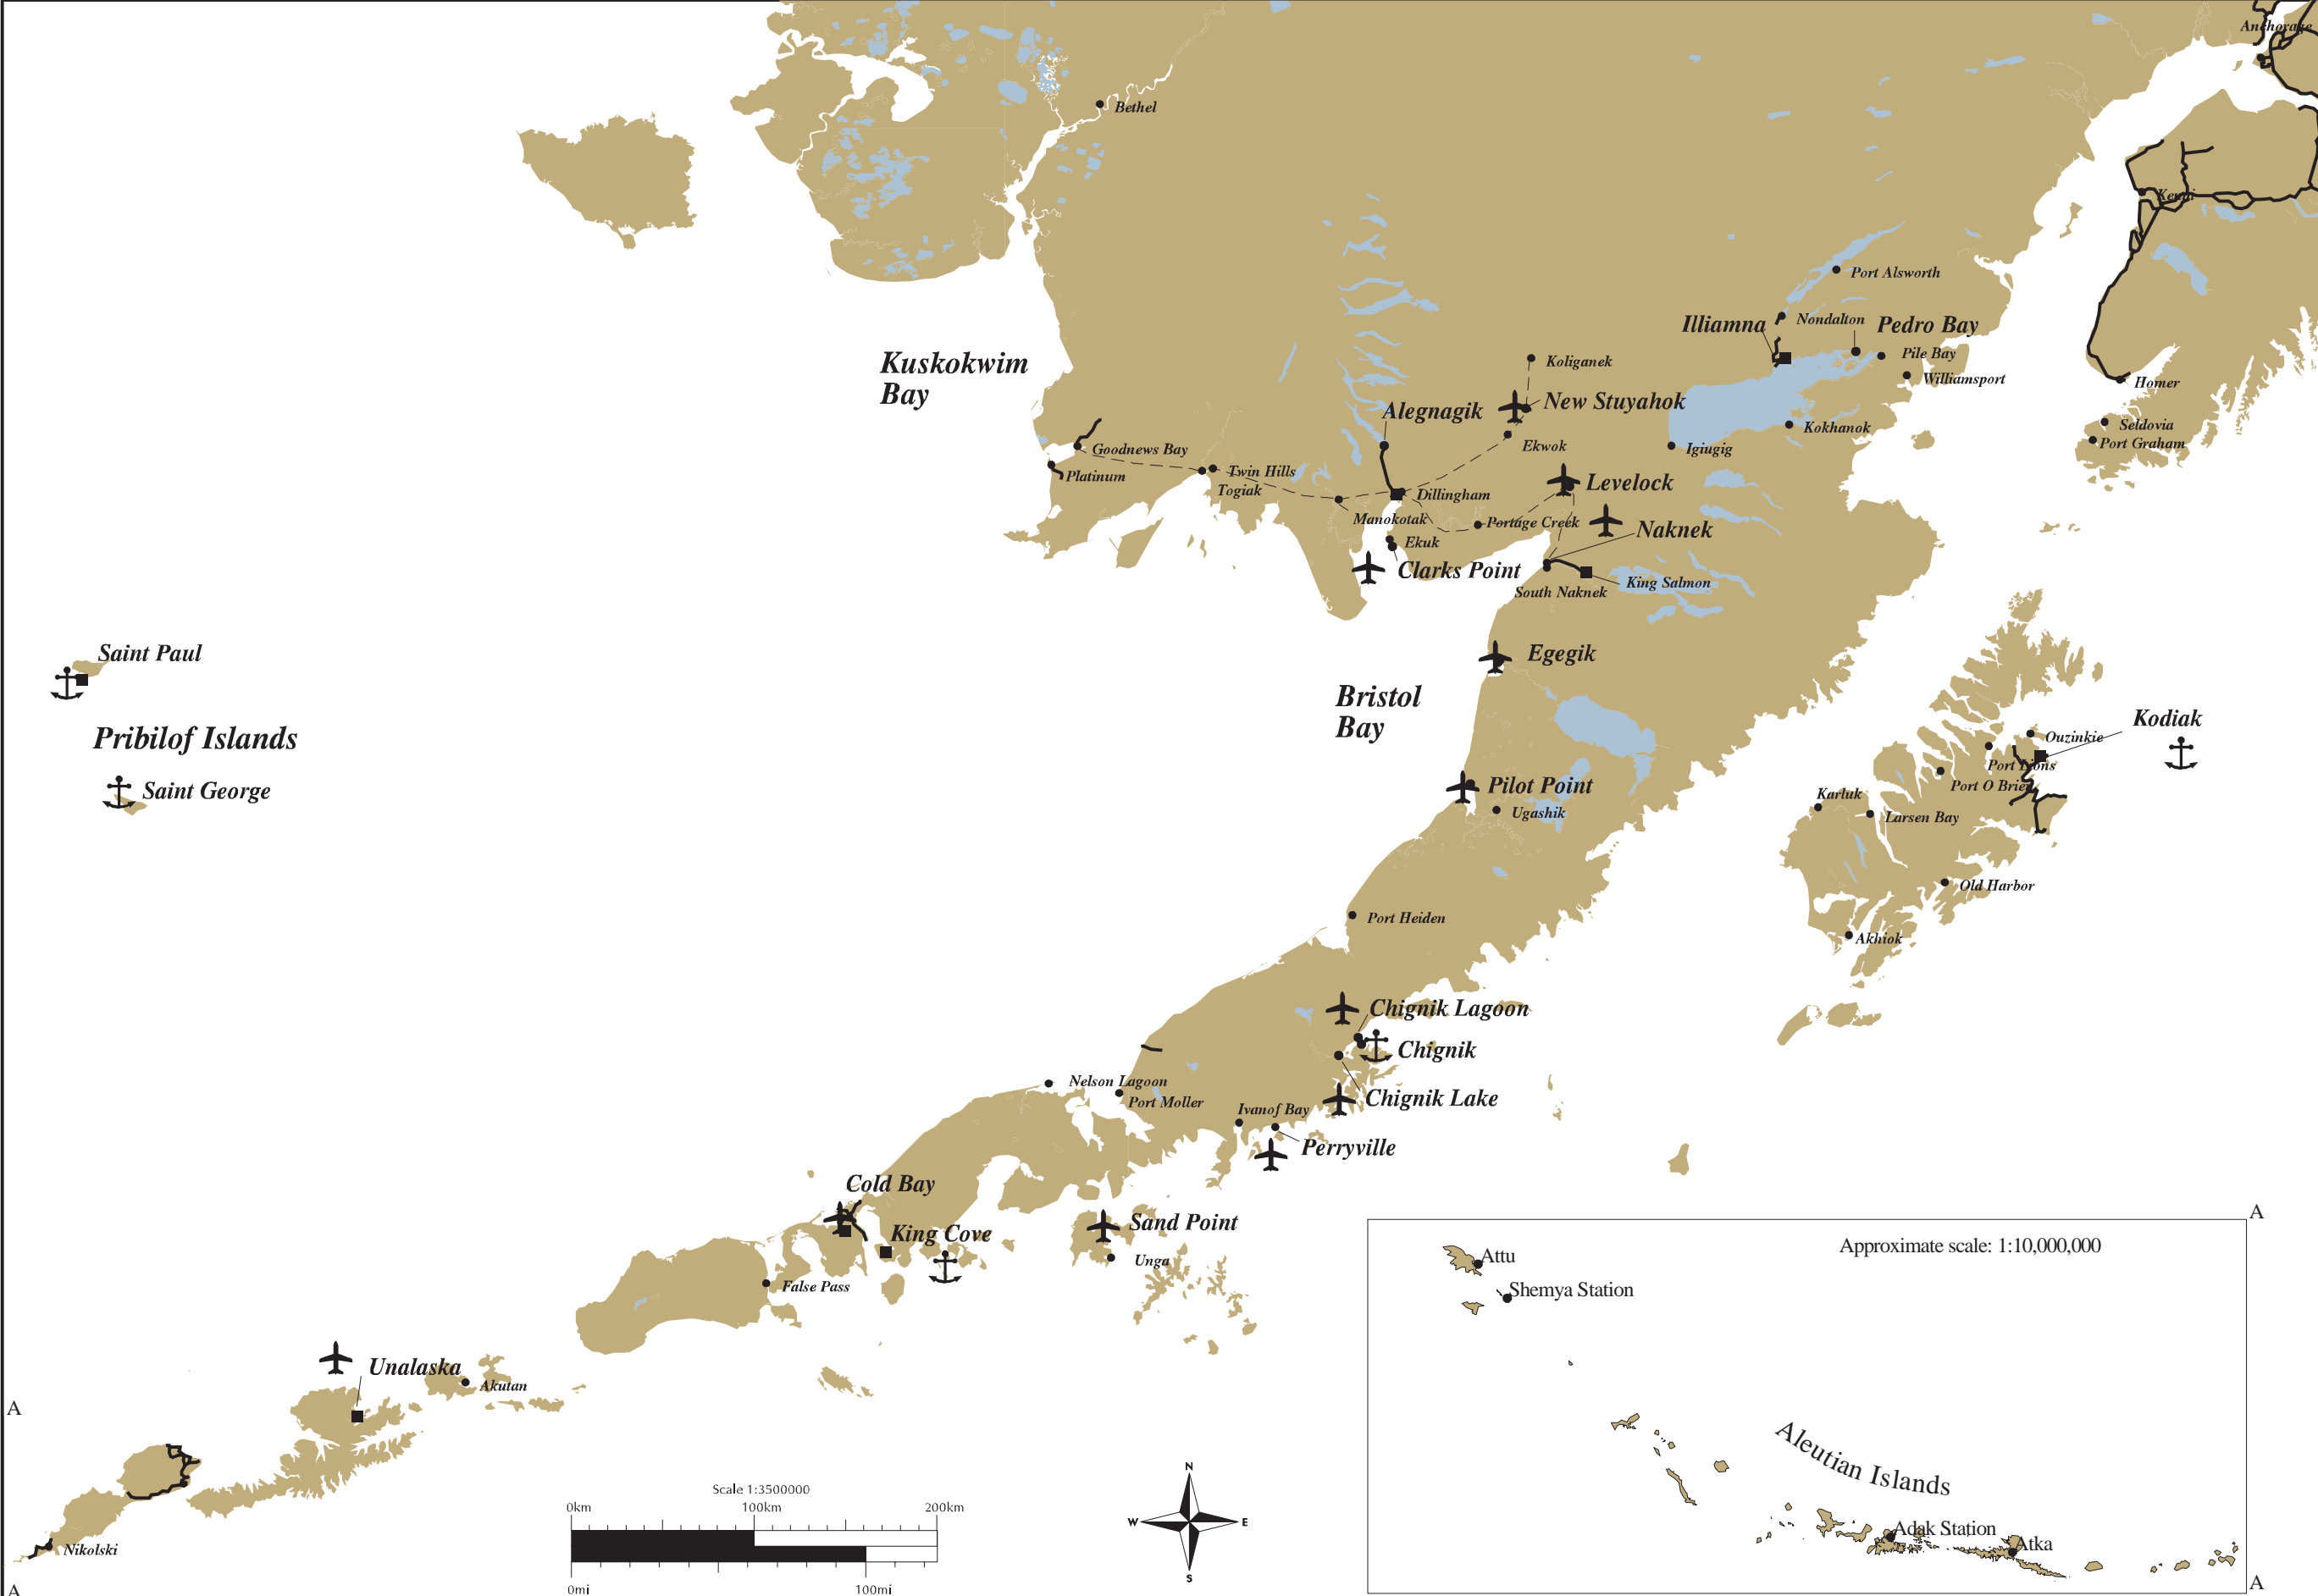 Anchorage
Bethel
Kenai
Port Alsworth
Nondalton
Illiamna
Pedro Bay
Pile Bay
Kuskokwim
Bay
Koliganek
Williamsport
Homer
Alegnagik
New Stuyahok
Seldovia
Kokhanok
Port Graham
Goodnews Bay
Ekwok
Igiugig
Twin Hills
Platinum
Levelock
Togiak
Dillingham
Manokotak
Portage Creek
Naknek
Ekuk
Clarks Point
King Salmon
South Naknek
Saint Paul
Egegik
Bristol
Bay
Kodiak
Pribilof Islands
Ouzinkie
Port Lions
Saint George
Pilot Point
Port O Brien
Karluk
Ugashik
Larsen Bay
Old Harbor
Port Heiden
Akhiok
Chignik Lagoon
Chignik
Nelson Lagoon
Chignik Lake
Port Moller
Ivanof Bay
Perryville
Cold Bay
Sand Point
King Cove
Unga
False Pass
A
Approximate scale: 1:10,000,000
Attu
Shemya Station
Unalaska
Akutan
A
Aleutian Islands
Adak Station
Atka
N
W
E
S
Scale 1:3500000
0km
100km
200km
0mi
100mi
Nikolski
A
A